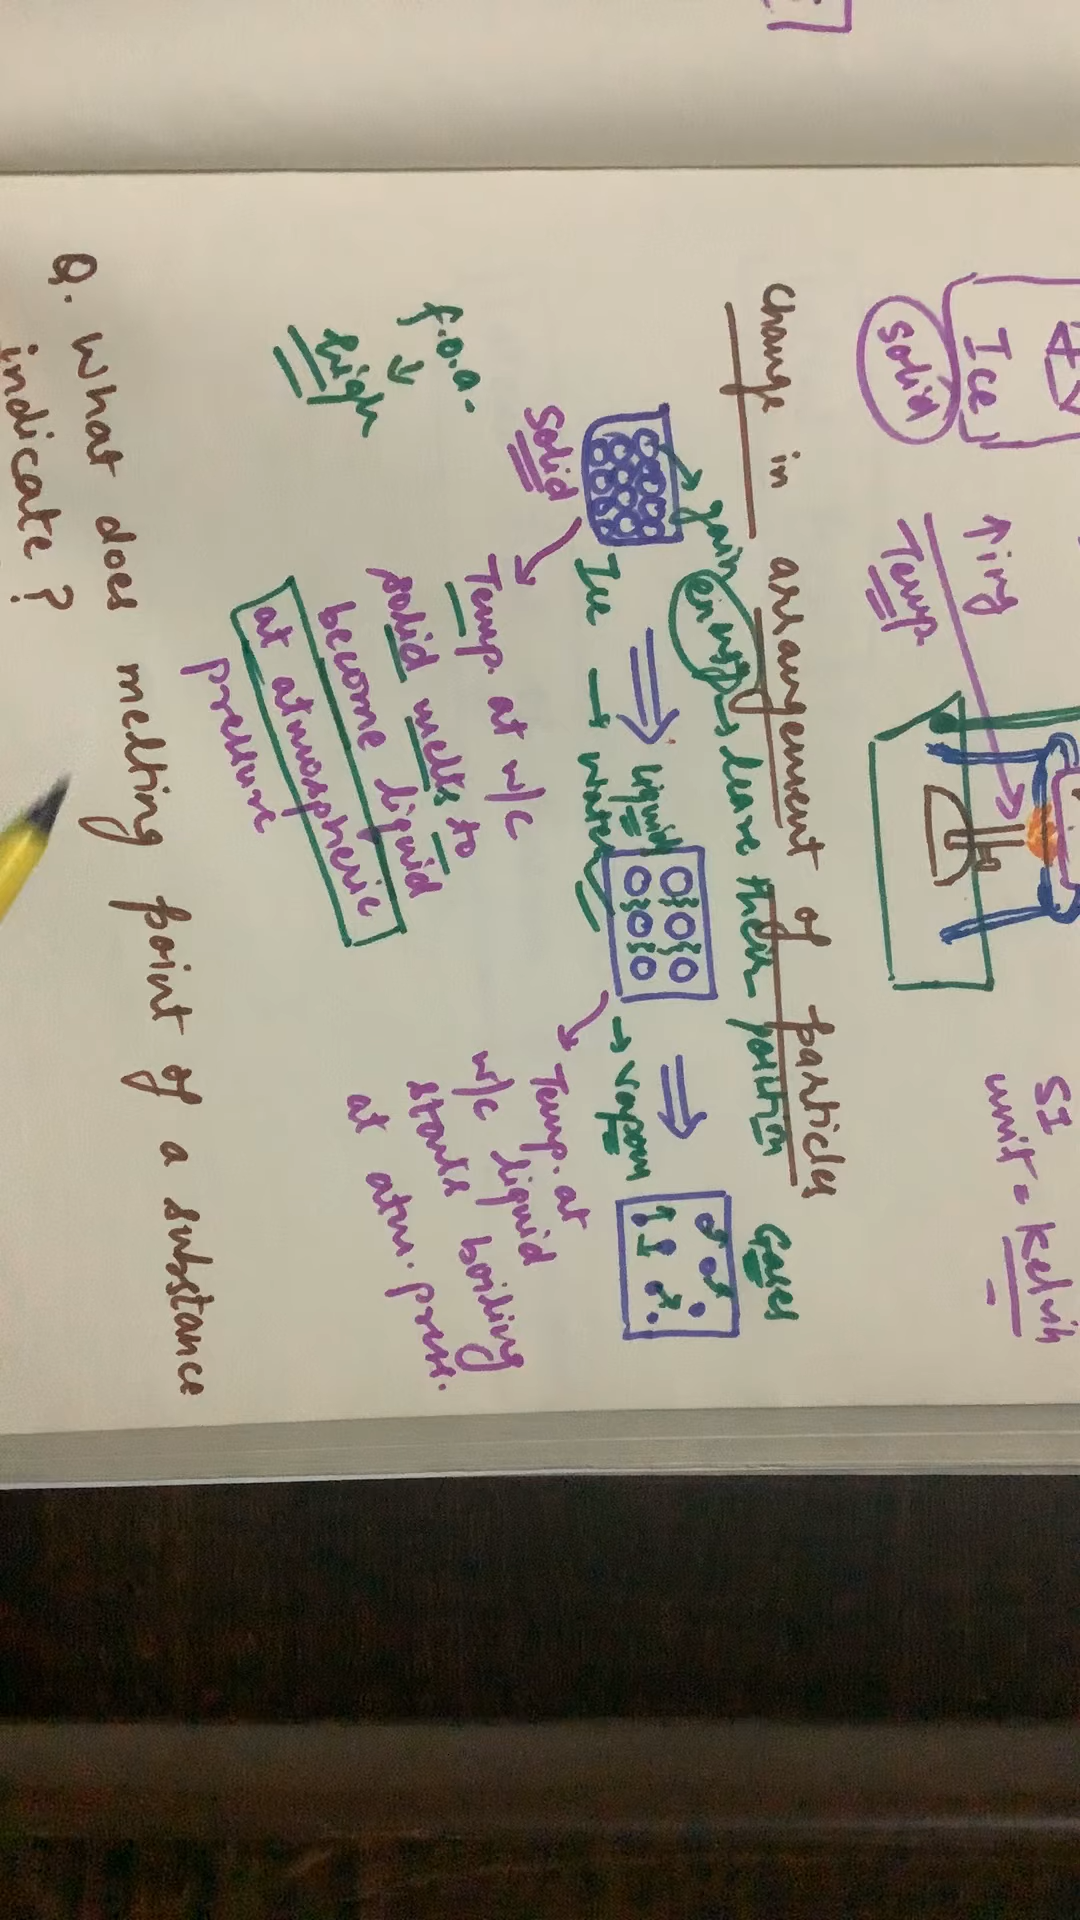 Ice
Solid
↑ing
Temp.
SI
unit = Kelvin
Change in arrangement of particles
gain energy → leave their position
Solid
Ice → Water → Vapour
liquid
Gases
f.o.a.
↓
high
Temp. at w/c
solid melts to
become liquid
at atmospheric
pressure
Temp. at
w/c liquid
starts boiling
at atm. press.
Q. What does melting point of a substance
indicate?